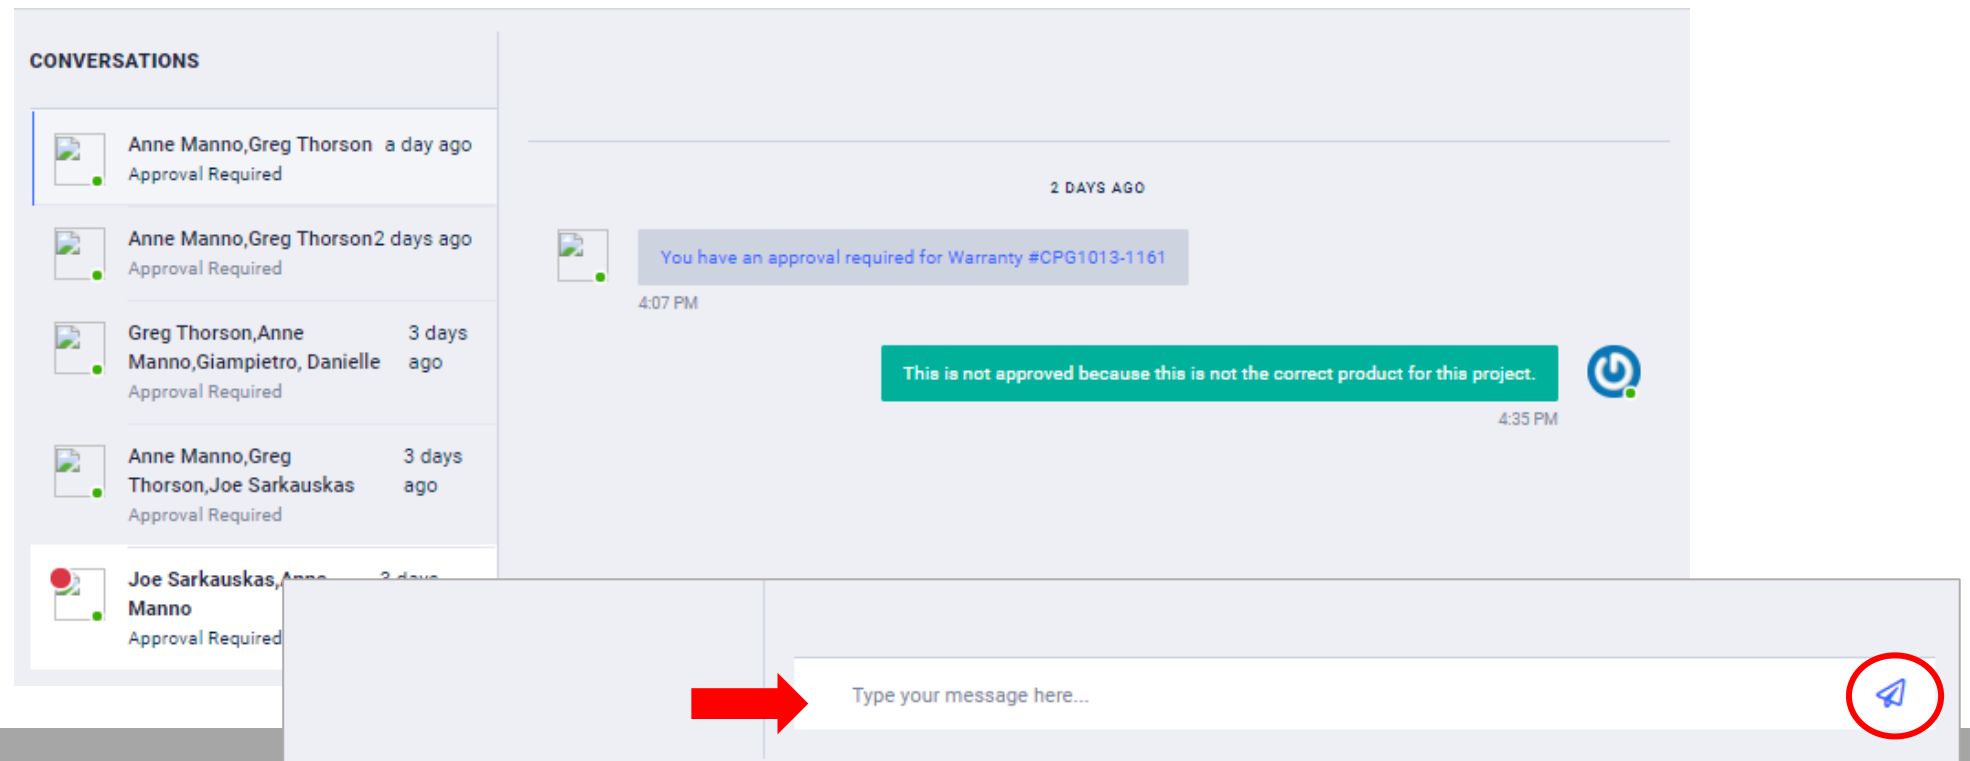 CONVERSATIONS
Anne Manno,Greg Thorson a day ago
Approval Required
Anne Manno,Greg Thorson2 days ago
Approval Required
Greg Thorson,Anne 3 days
Manno,Giampietro, Danielle ago
Approval Required
Anne Manno,Greg 3 days
Thorson,Joe Sarkauskas ago
Approval Required
Joe Sarkauskas,Anne 3 days
Manno
Approval Required
2 DAYS AGO
You have an approval required for Warranty #CPG1013-1161
4:07 PM
This is not approved because this is not the correct product for this project.
4:35 PM
Type your message here...